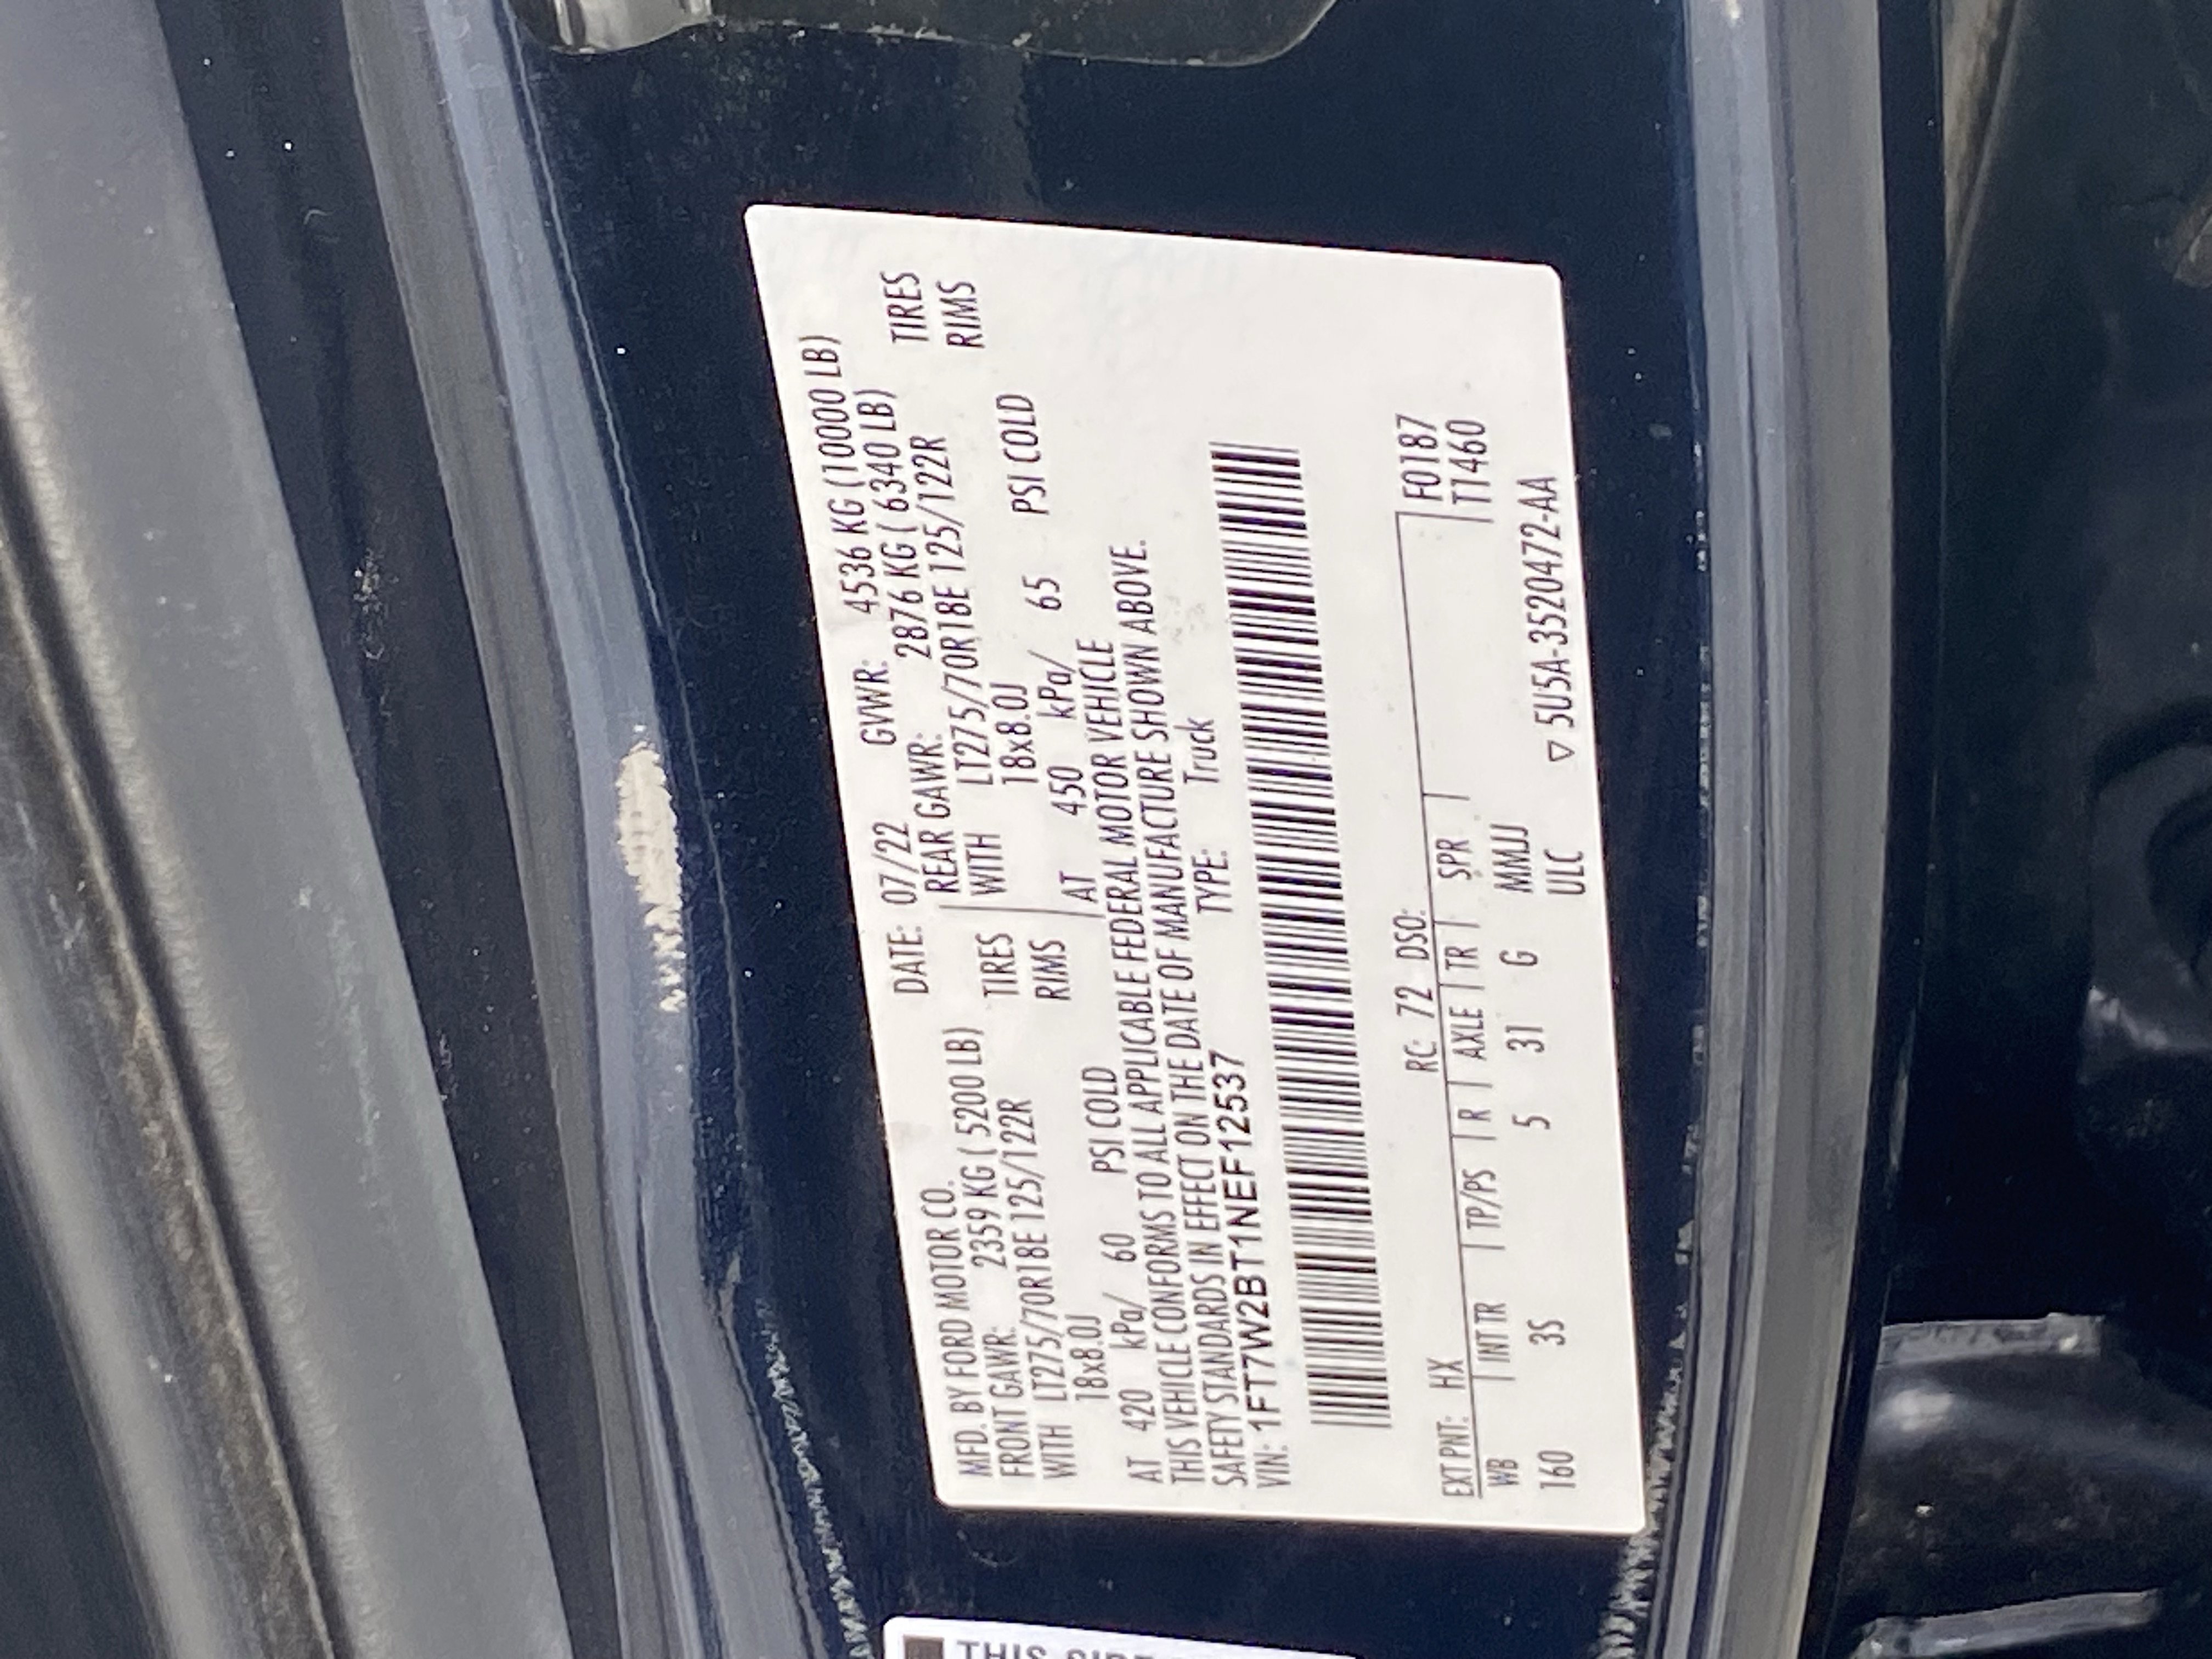 MFD. BY FORD MOTOR CO. DATE: 07/22 GVWR: 4536 KG (10000 LB)
FRONT GAWR: 2359 KG ( 5200 LB) REAR GAWR: 2876 KG ( 6340 LB)
WITH LT275/70R18E 125/122R TIRES WITH LT275/70R18E 125/122R TIRES
18x8.0J RIMS 18x8.0J RIMS
AT 420 kPa/ 60 PSI COLD AT 450 kPa/ 65 PSI COLD
THIS VEHICLE CONFORMS TO ALL APPLICABLE FEDERAL MOTOR VEHICLE
SAFETY STANDARDS IN EFFECT ON THE DATE OF MANUFACTURE SHOWN ABOVE.
VIN: 1FT7W2BT1NEF12537 TYPE: Truck
EXT PNT: HX RC: 72 DSO: F0187
WB INT TR TP/PS R AXLE TR SPR T1460
160 3S 5 31 G MMJJ
ULC ▽ 5U5A-3520472-AA
THIS